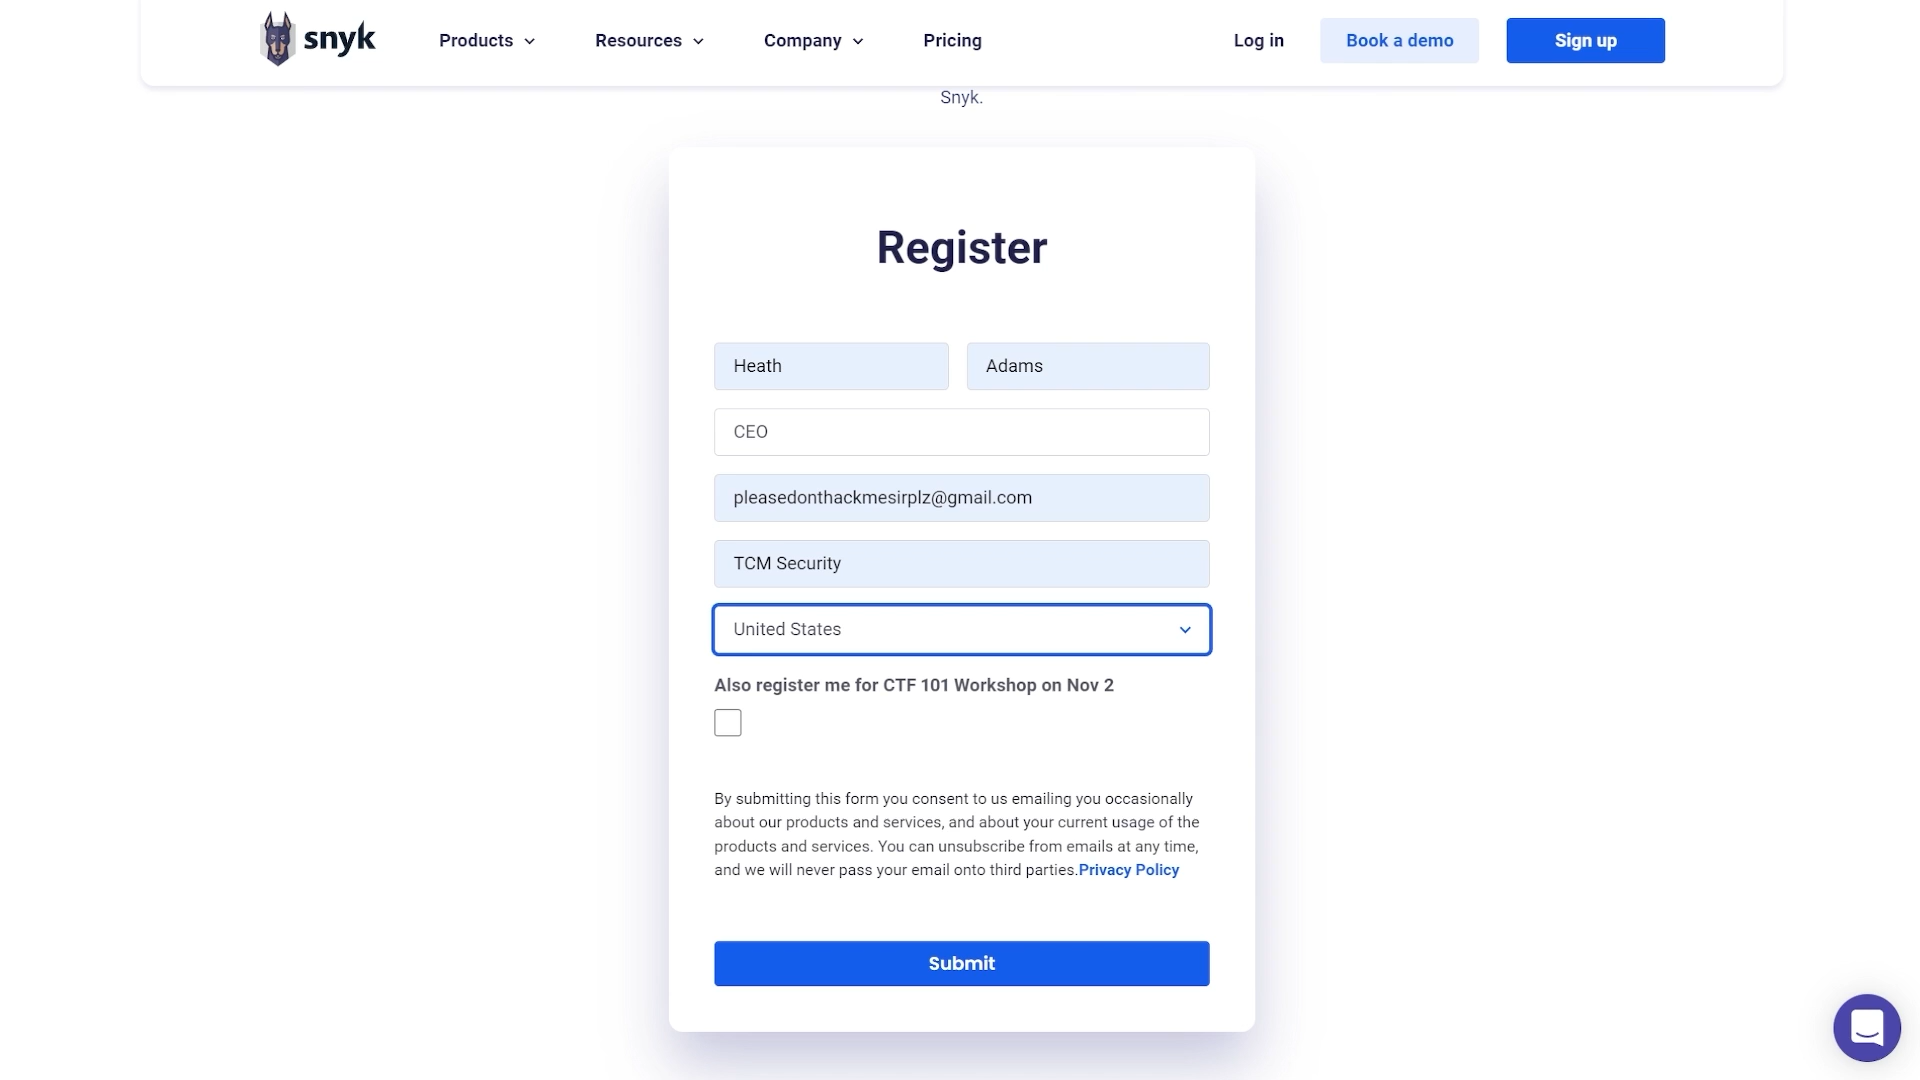 snyk
Products
Resources
Company
Pricing
Log in
Book a demo
Sign up
Snyk.
Register
Heath
Adams
CEO
pleasedonthackmesirplz@gmail.com
TCM Security
United States
Also register me for CTF 101 Workshop on Nov 2
By submitting this form you consent to us emailing you occasionally
about our products and services, and about your current usage of the
products and services. You can unsubscribe from emails at any time,
and we will never pass your email onto third parties.Privacy Policy
Submit